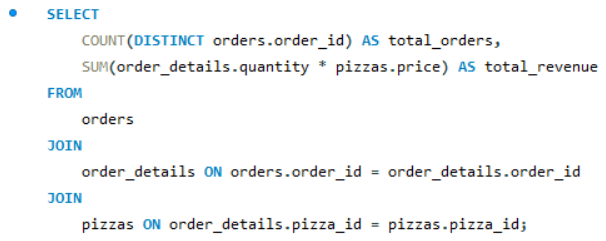 SELECT
    COUNT(DISTINCT orders.order_id) AS total_orders,
    SUM(order_details.quantity * pizzas.price) AS total_revenue
FROM
    orders
JOIN
    order_details ON orders.order_id = order_details.order_id
JOIN
    pizzas ON order_details.pizza_id = pizzas.pizza_id;